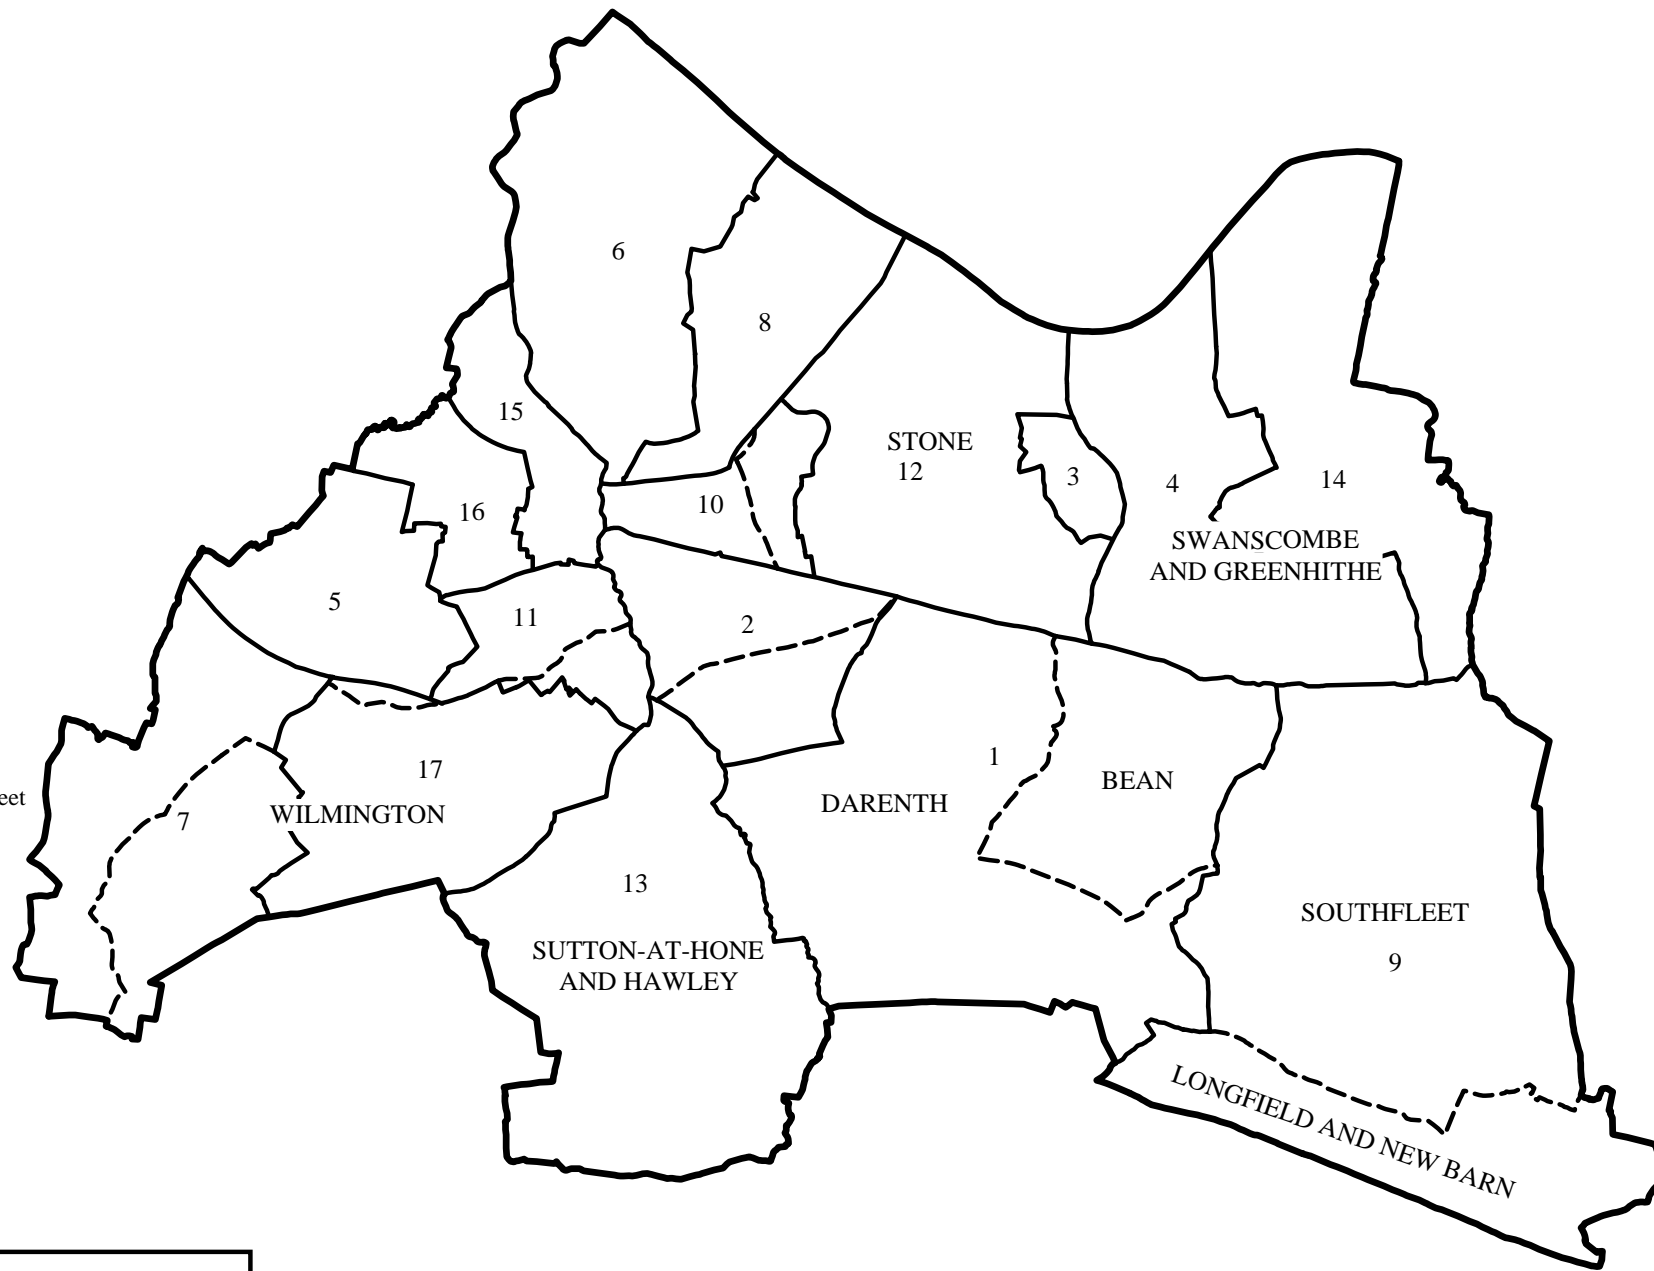 6
8
15
STONE
12
3
4
14
10
16
SWANSCOMBE
AND GREENHITHE
5
11
2
1
17
BEAN
eet
DARENTH
WILMINGTON
7
13
SOUTHFLEET
9
SUTTON-AT-HONE
AND HAWLEY
LONGFIELD AND NEW BARN